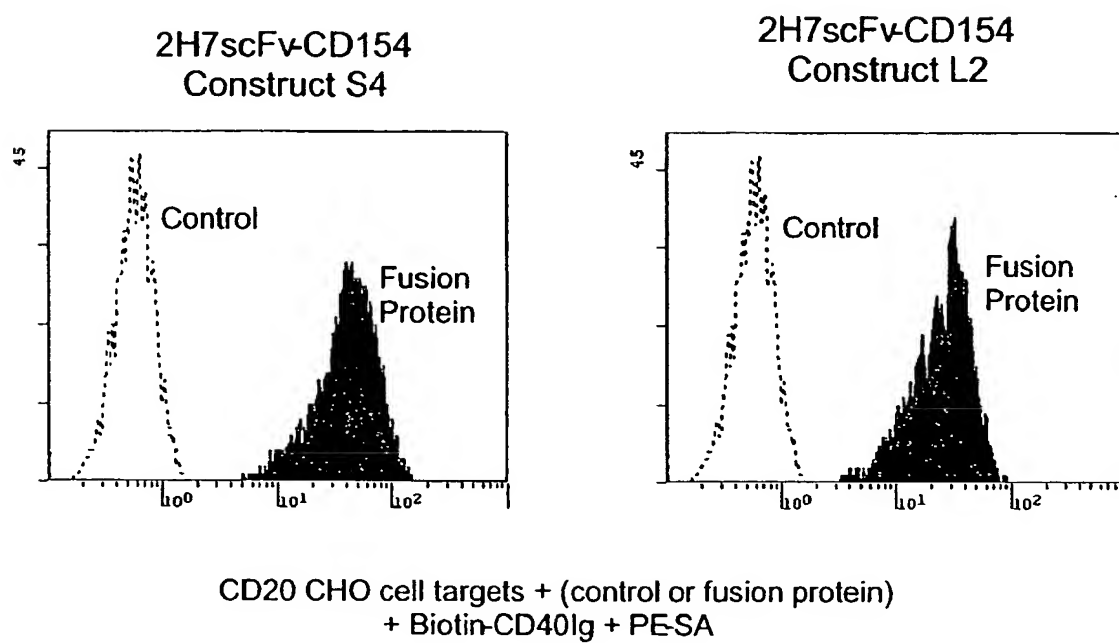 2H7scFv-CD154
Construct S4
2H7scFv-CD154
Construct L2
45
Control
Fusion
Protein
10⁰
10¹
10²
45
Control
Fusion
Protein
10⁰
10¹
10²
CD20 CHO cell targets + (control or fusion protein)
+ Biotin-CD40Ig + PE-SA